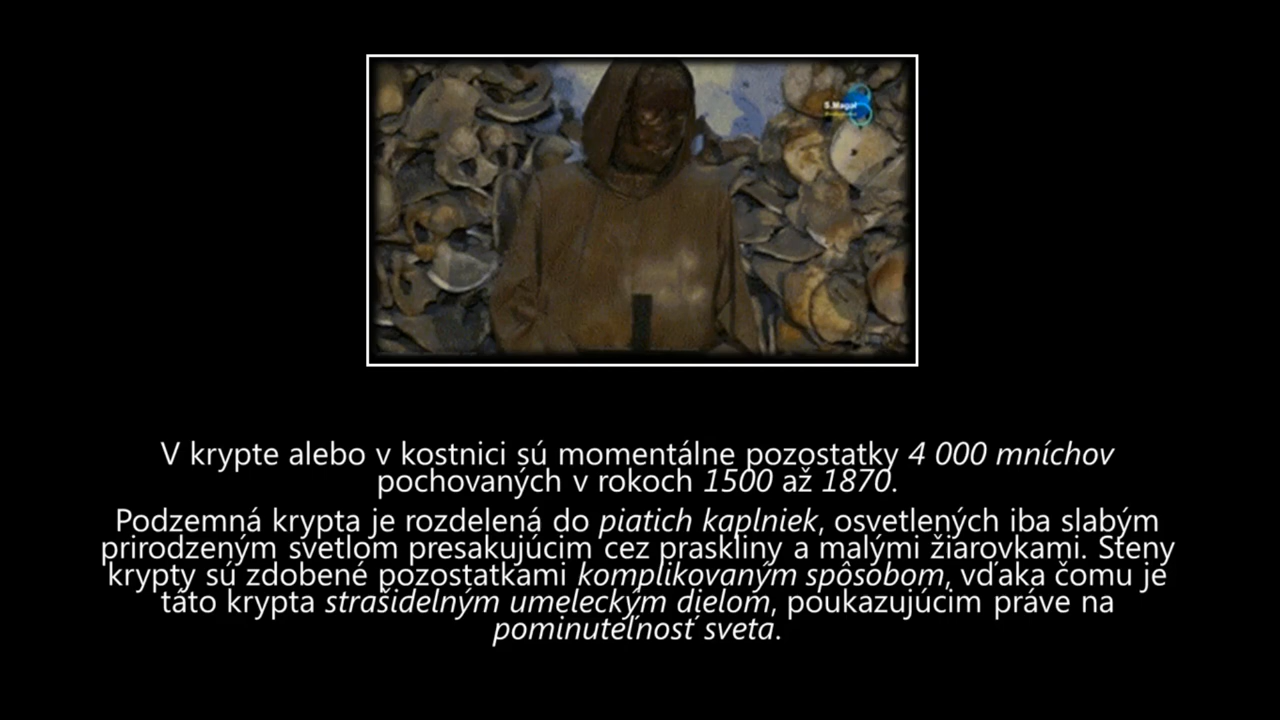 S.Magal
V krypte alebo v kostnici sú momentálne pozostatky 4 000 mníchov
pochovaných v rokoch 1500 až 1870.
Podzemná krypta je rozdelená do piatich kaplniek, osvetlených iba slabým
prirodzeným svetlom presakujúcim cez praskliny a malými žiarovkami. Steny
krypty sú zdobené pozostatkami komplikovaným spôsobom, vďaka čomu je
táto krypta strašidelným umeleckým dielom, poukazujúcim práve na
pominuteľnosť sveta.